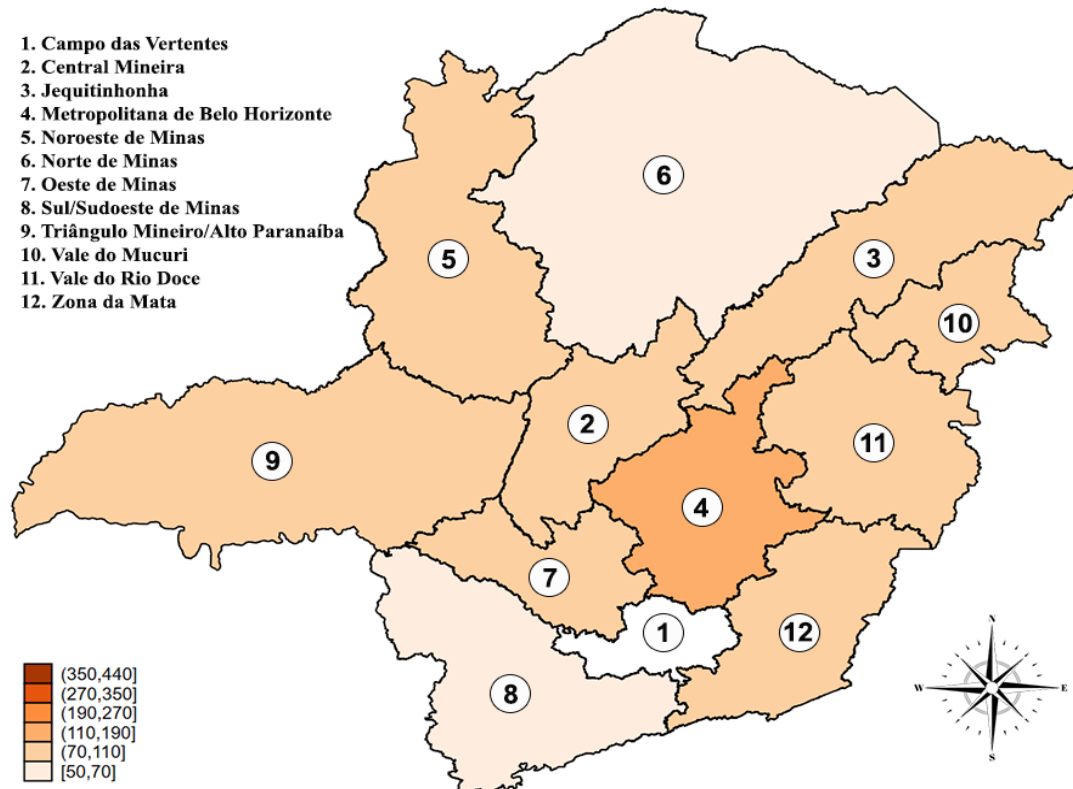 1. Campo das Vertentes
2. Central Mineira
3. Jequitinhonha
4. Metropolitana de Belo Horizonte
5. Noroeste de Minas
6. Norte de Minas
7. Oeste de Minas
8. Sul/Sudoeste de Minas
9. Triângulo Mineiro/Alto Paranaíba
10. Vale do Mucuri
11. Vale do Rio Doce
12. Zona da Mata
6
5
3
10
2
11
9
4
7
1
12
8
N
W
E
S
(350,440]
(270,350]
(190,270]
(110,190]
(70,110]
[50,70]